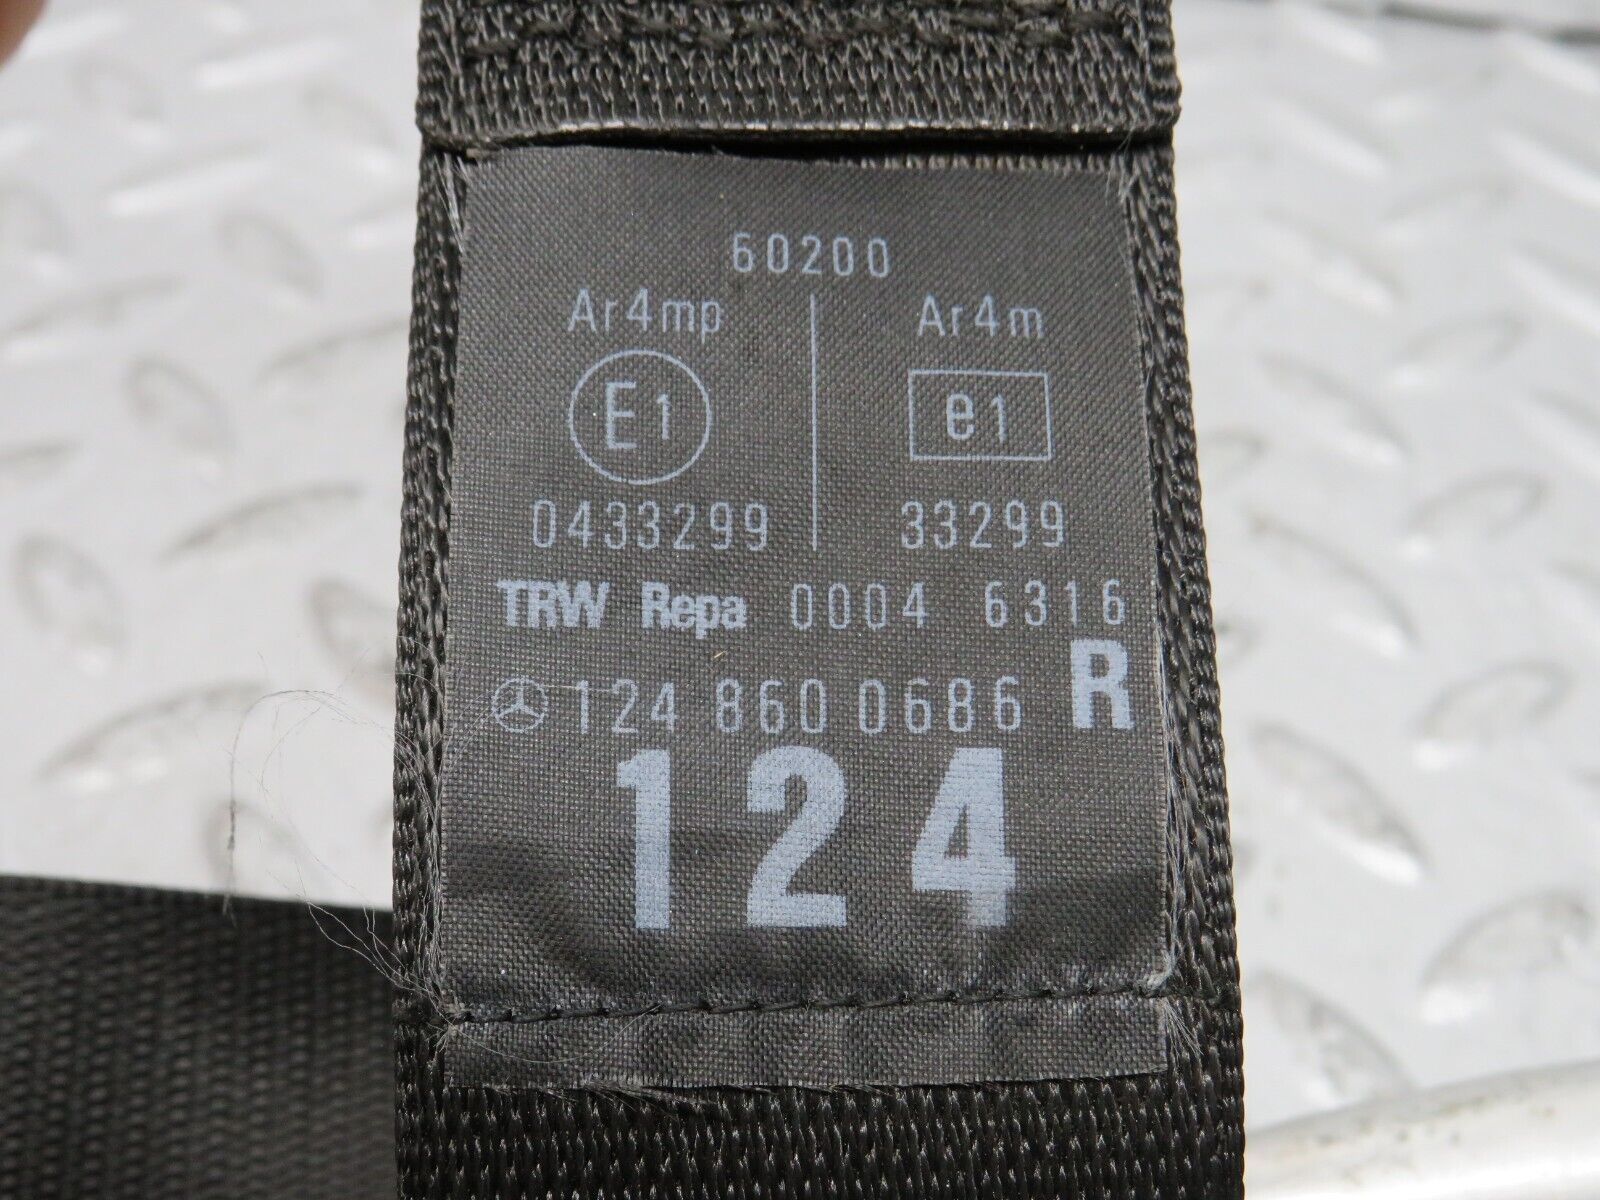 60200
Ar4mp Ar4m
E1 e1
0433299 33299
TRW Repa 0004 6316
124 860 0686 R
124